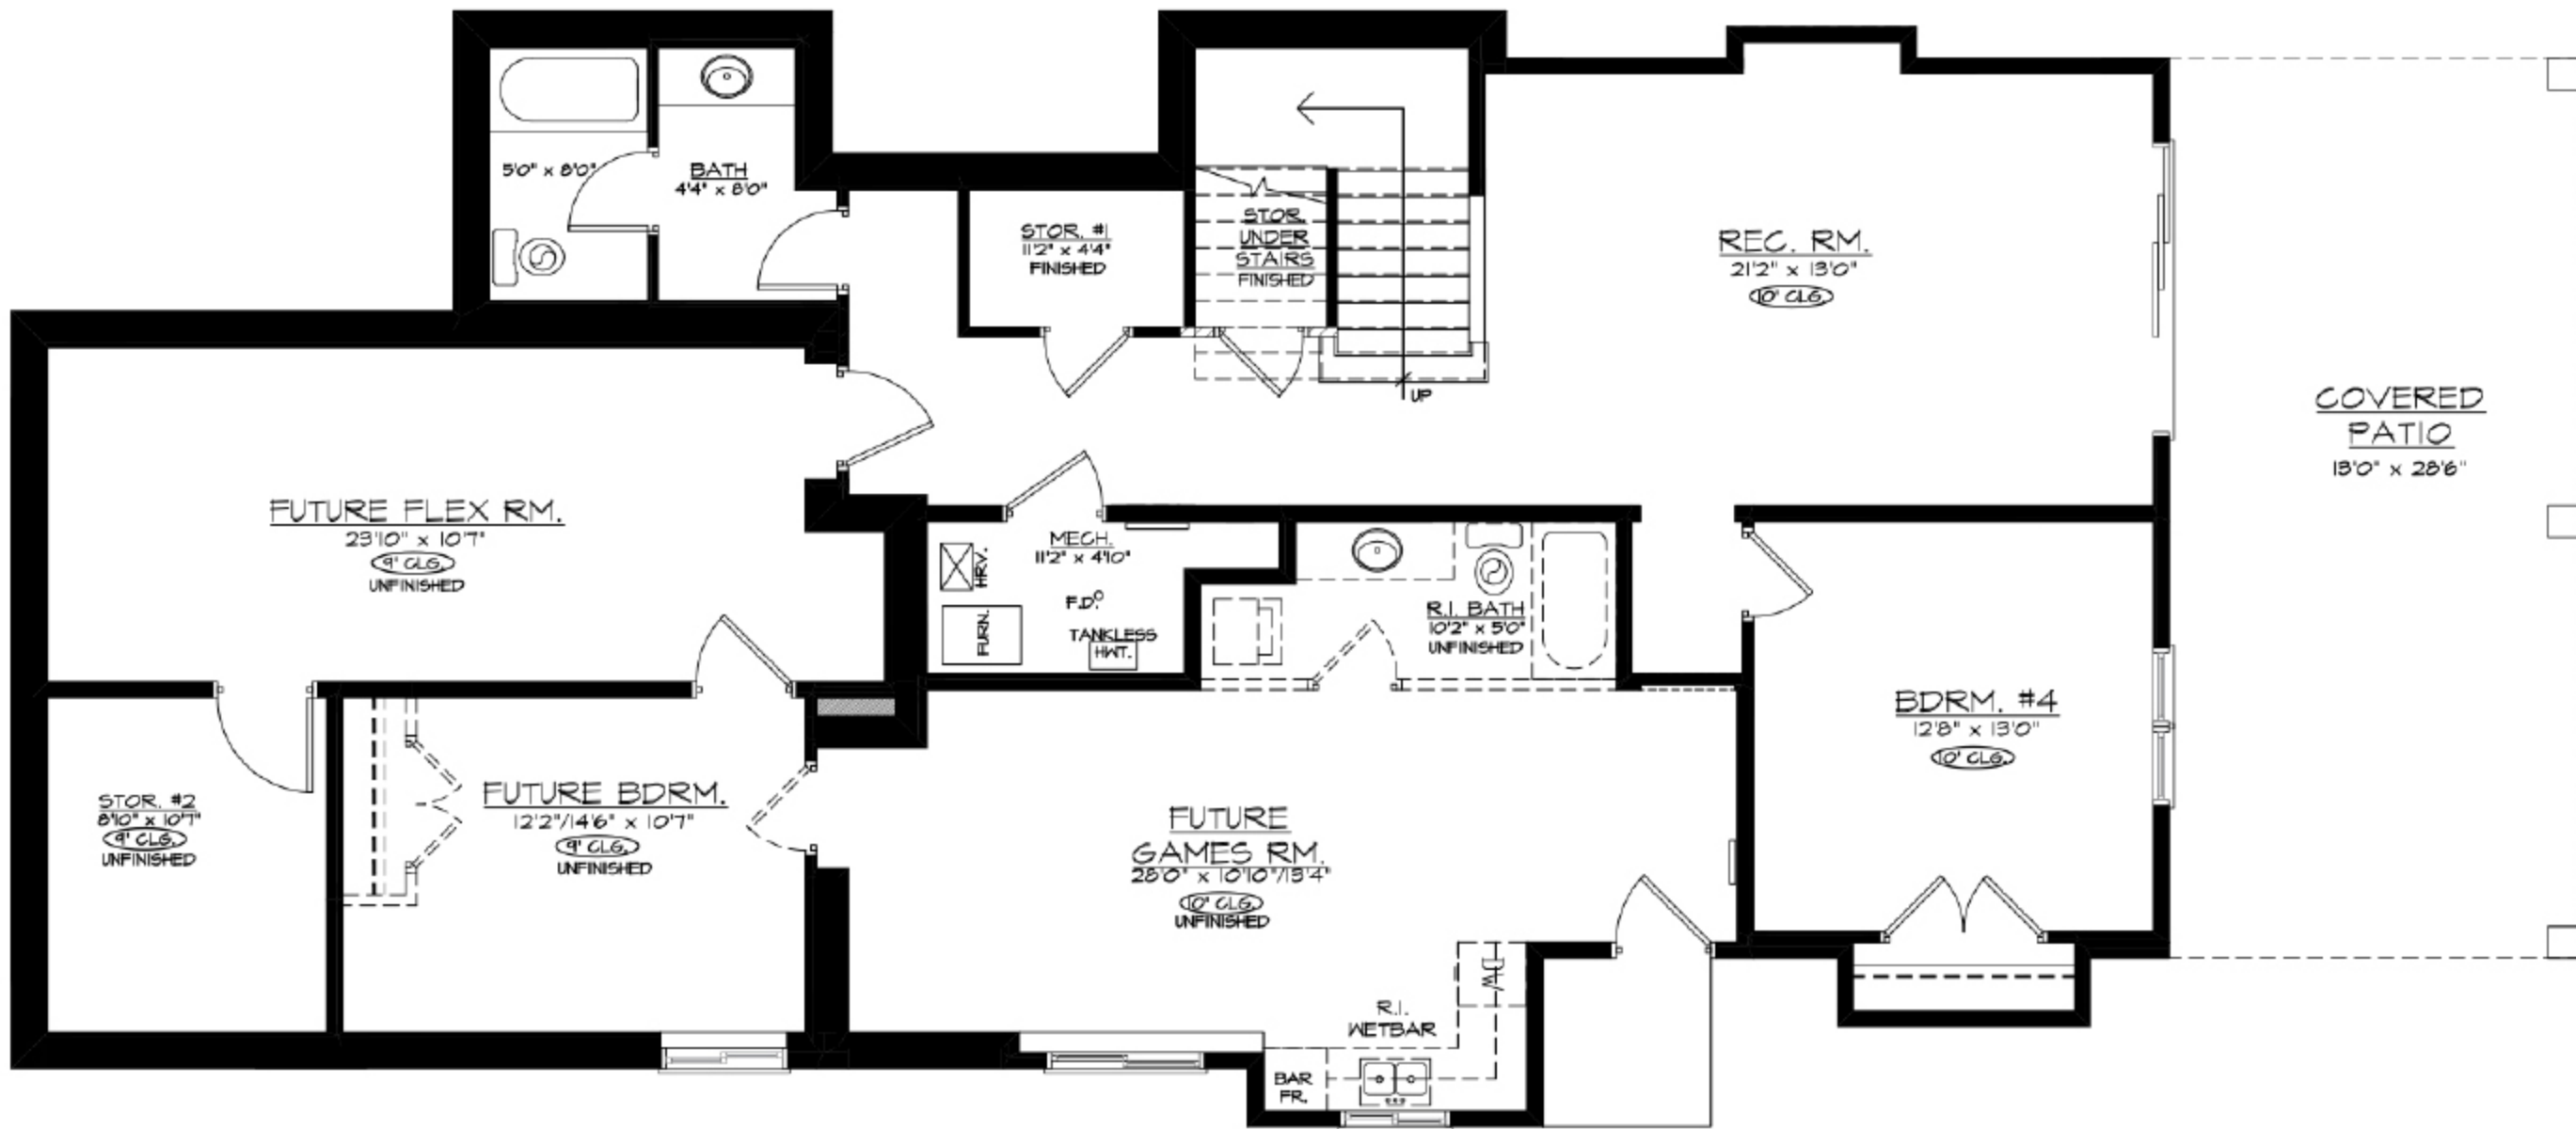 5'0" x 8'0"
BATH
4'4" x 8'0"
STOR. #1
11'2" x 4'4"
FINISHED
STOR.
UNDER
STAIRS
FINISHED
UP
REC. RM.
21'2" x 13'0"
10' CLG.
COVERED
PATIO
13'0" x 28'6"
FUTURE FLEX RM.
23'10" x 10'7"
9' CLG.
UNFINISHED
MECH.
11'2" x 4'10"
HRV.
F.D.
FURN.
TANKLESS
HWT.
R.I. BATH
10'2" x 5'0"
UNFINISHED
BDRM. #4
12'8" x 13'0"
10' CLG.
STOR. #2
8'10" x 10'7"
9' CLG.
UNFINISHED
FUTURE BDRM.
12'2"/14'6" x 10'7"
9' CLG.
UNFINISHED
FUTURE
GAMES RM.
28'0" x 10'10"/13'4"
10' CLG.
UNFINISHED
DW
R.I.
WETBAR
BAR
FR.